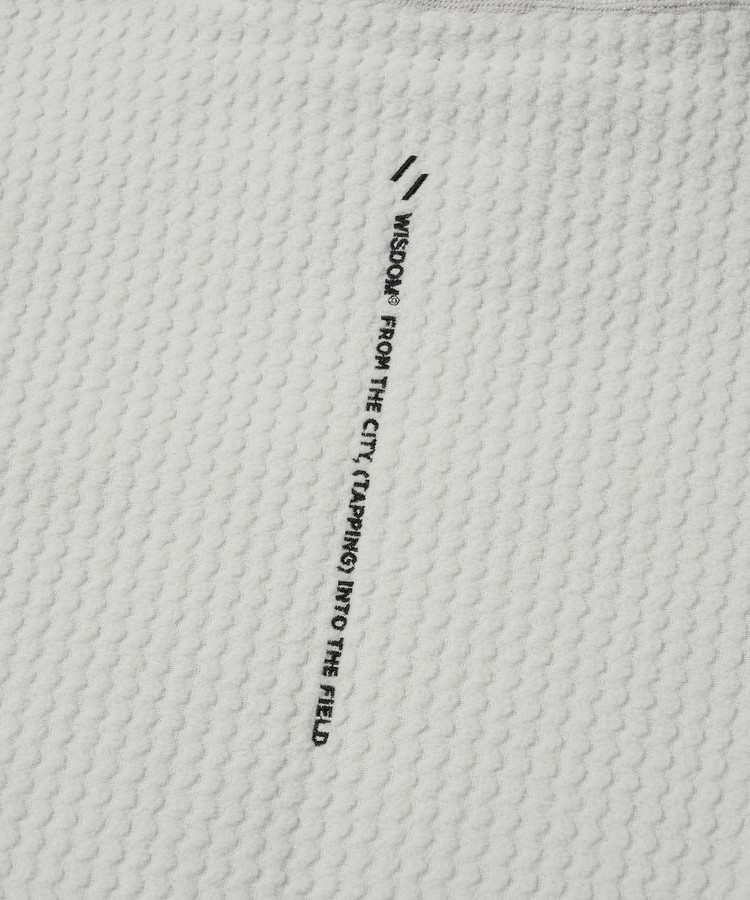 WISDOM® FROM THE CITY, (TAPPING) INTO THE FIELD